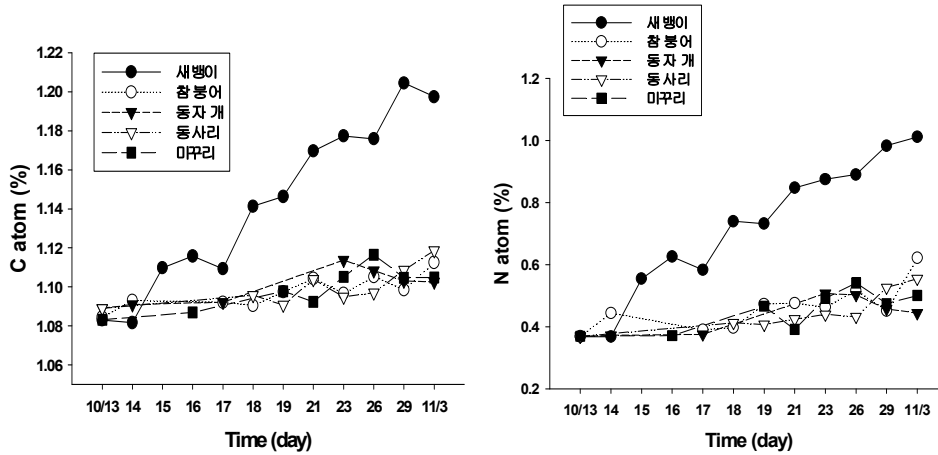 새뱅이
참붕어
동자개
동사리
미꾸리
C atom (%)
1.22
1.20
1.18
1.16
1.14
1.12
1.10
1.08
1.06
10/13 14 15 16 17 18 19 21 23 26 29 11/3
Time (day)
새뱅이
참붕어
동자개
동사리
미꾸리
N atom (%)
1.2
1.0
0.8
0.6
0.4
0.2
10/13 14 15 16 17 18 19 21 23 26 29 11/3
Time (day)